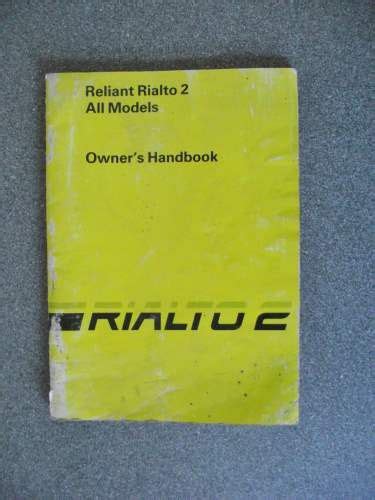 Reliant Rialto 2
All Models
Owner's Handbook
RIALTO 2